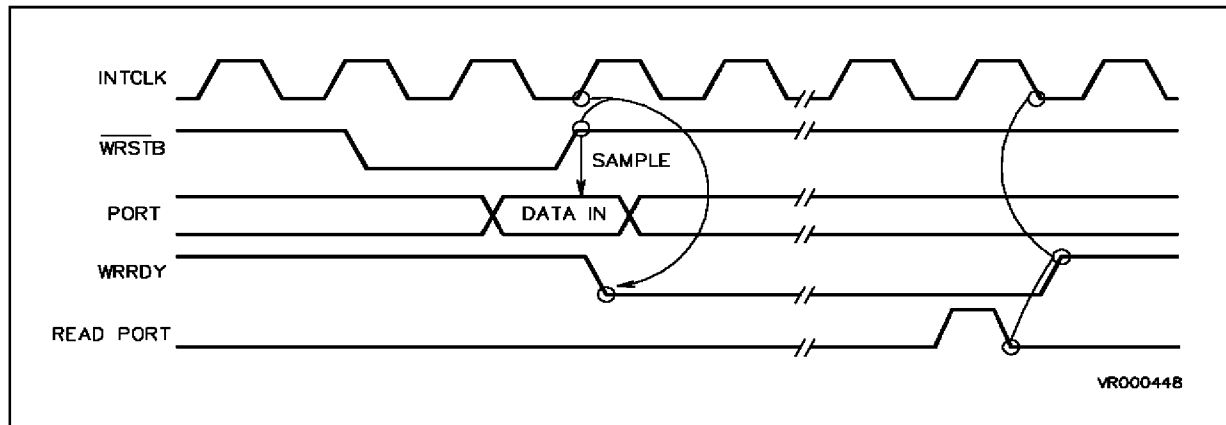 INTCLK
WRSTB
SAMPLE
PORT
DATA IN
WRRDY
READ PORT
VR000448